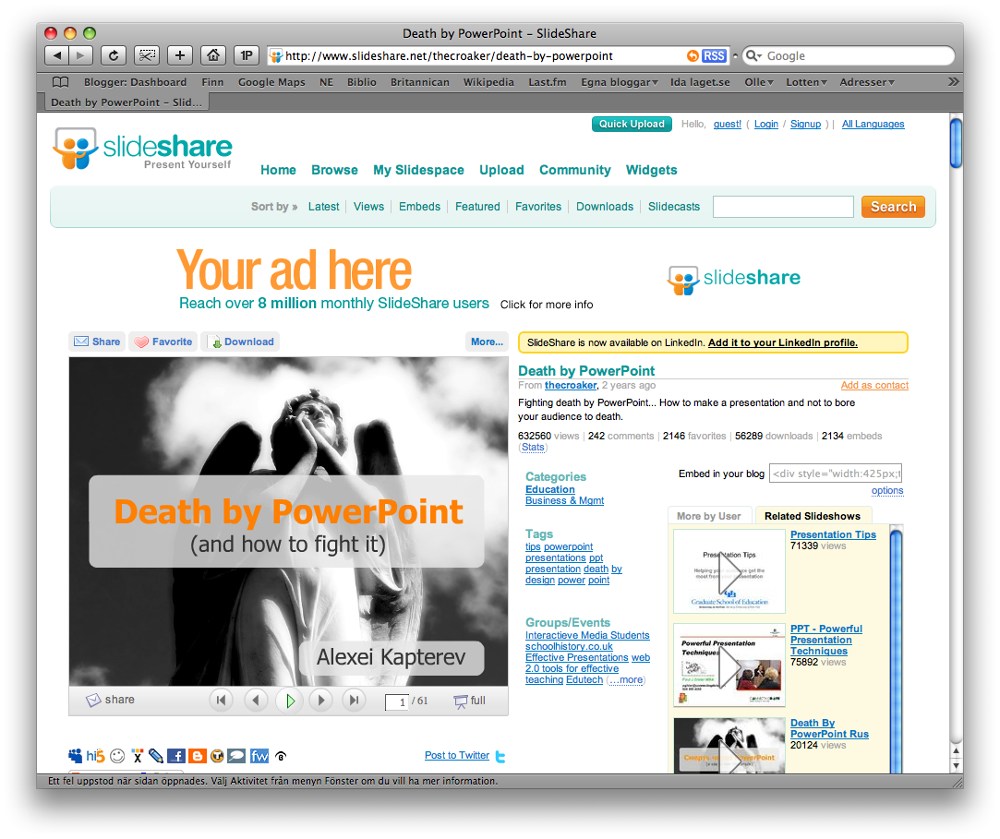 Death by PowerPoint – SlideShare
1P
http://www.slideshare.net/thecroaker/death-by-powerpoint
RSS
Google
Blogger: Dashboard Finn Google Maps NE Biblio Britannican Wikipedia Last.fm Egna bloggar Ida laget.se Olle Lotten Adresser
Death by PowerPoint – Slid...
Quick Upload Hello, guest! ( Login / Signup ) | All Languages
slideshare
Present Yourself
Home Browse My Slidespace Upload Community Widgets
Sort by » Latest Views Embeds Featured Favorites Downloads Slidecasts Search
Your ad here
slideshare
Reach over 8 million monthly SlideShare users Click for more info
Share Favorite Download More...
SlideShare is now available on LinkedIn. Add it to your LinkedIn profile.
Death by PowerPoint
From thecroaker, 2 years ago Add as contact
Fighting death by PowerPoint... How to make a presentation and not to bore
your audience to death.
632560 views | 242 comments | 2146 favorites | 56289 downloads | 2134 embeds
(Stats)
Death by PowerPoint
(and how to fight it)
Alexei Kapterev
share 1 / 61 full
Categories
Education
Business & Mgmt
Tags
tips powerpoint
presentations ppt
presentation death by
design power point
Groups/Events
Interactieve Media Students
schoolhistory.co.uk
Effective Presentations web
2.0 tools for effective
teaching Edutech (...more)
Embed in your blog <div style="width:425px;t
options
More by User Related Slideshows
Presentation Tips
Graduate School of Education
Presentation Tips
71339 views
Powerful Presentation
Techniques
PPT - Powerful
Presentation
Techniques
75892 views
Death By
PowerPoint Rus
20124 views
hi5 fw
Post to Twitter
Ett fel uppstod när sidan öppnades. Välj Aktivitet från menyn Fönster om du vill ha mer information.